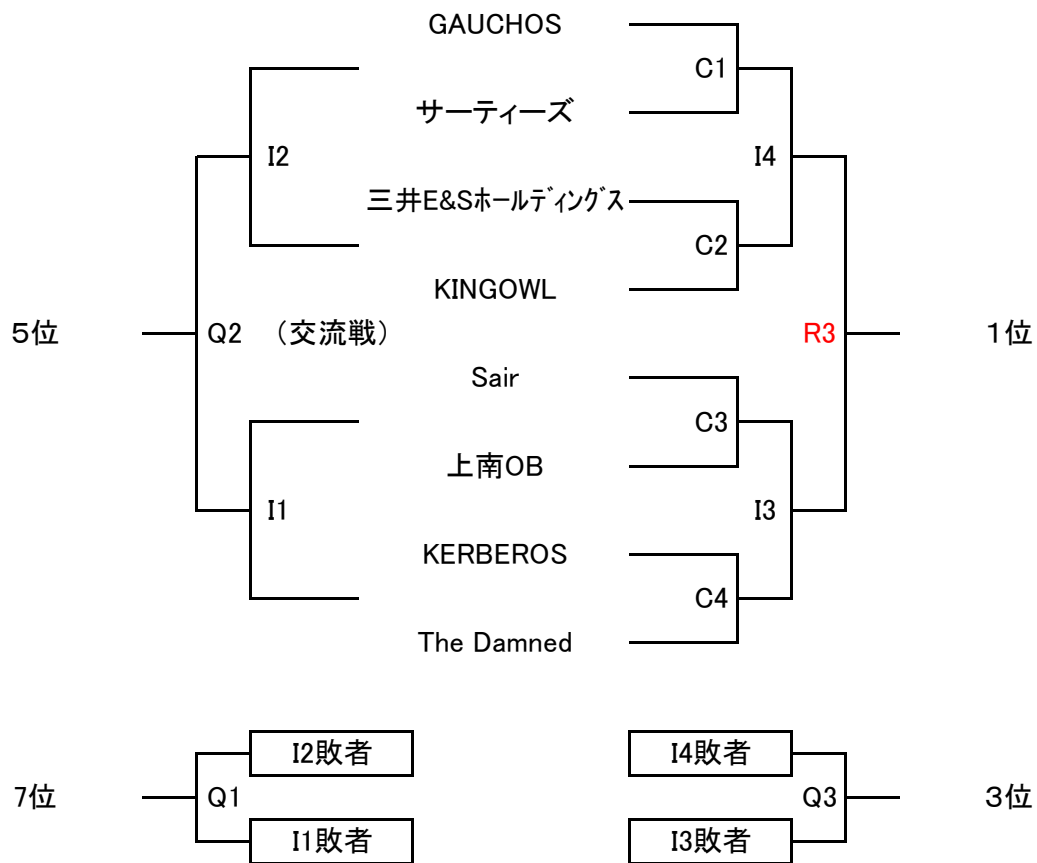 GAUCHOS
C1
サーティーズ
I2
I4
三井E&Sホールディングス
C2
KINGOWL
5位
Q2 (交流戦)
R3
1位
Sair
C3
上南OB
I1
I3
KERBEROS
C4
The Damned
I2敗者
I4敗者
7位
Q1
Q3
3位
I1敗者
I3敗者